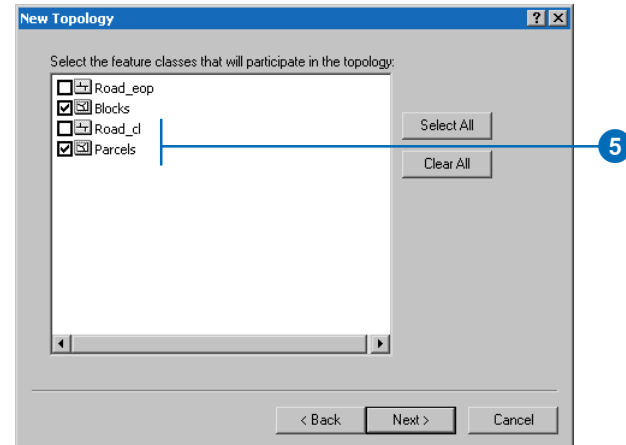 New Topology
Select the feature classes that will participate in the topology:
Road_eop
Blocks
Road_cl
Parcels
Select All
Clear All
5
< Back
Next >
Cancel